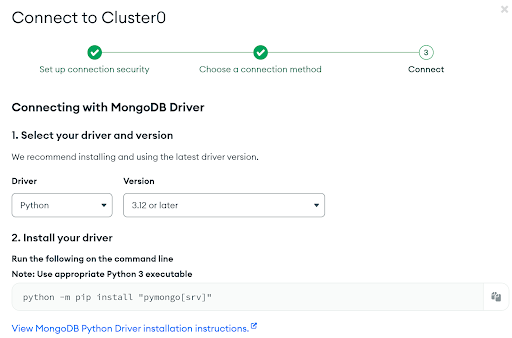 Connect to Cluster0
Set up connection security
Choose a connection method
3
Connect
Connecting with MongoDB Driver
1. Select your driver and version
We recommend installing and using the latest driver version.
Driver
Version
Python
3.12 or later
2. Install your driver
Run the following on the command line
Note: Use appropriate Python 3 executable
python -m pip install "pymongo[srv]"
View MongoDB Python Driver installation instructions.